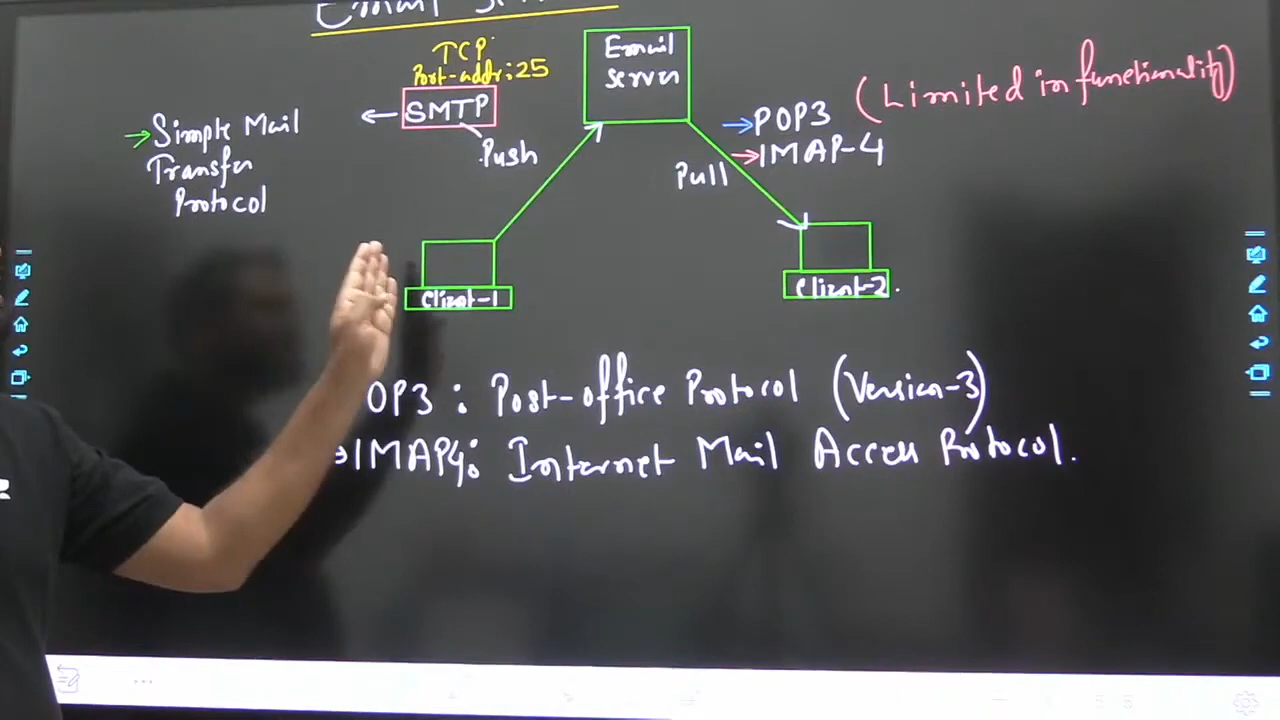 Email
TCP
Port-addr:25
SMTP
Push
Simple Mail
Transfer
Protocol
Email
server
POP3
IMAP-4
Pull
(Limited in functionality)
Client-1
Client-2.
OP3 : Post-office Protocol (Version-3)
IMAP4: Internet Mail Access Protocol.